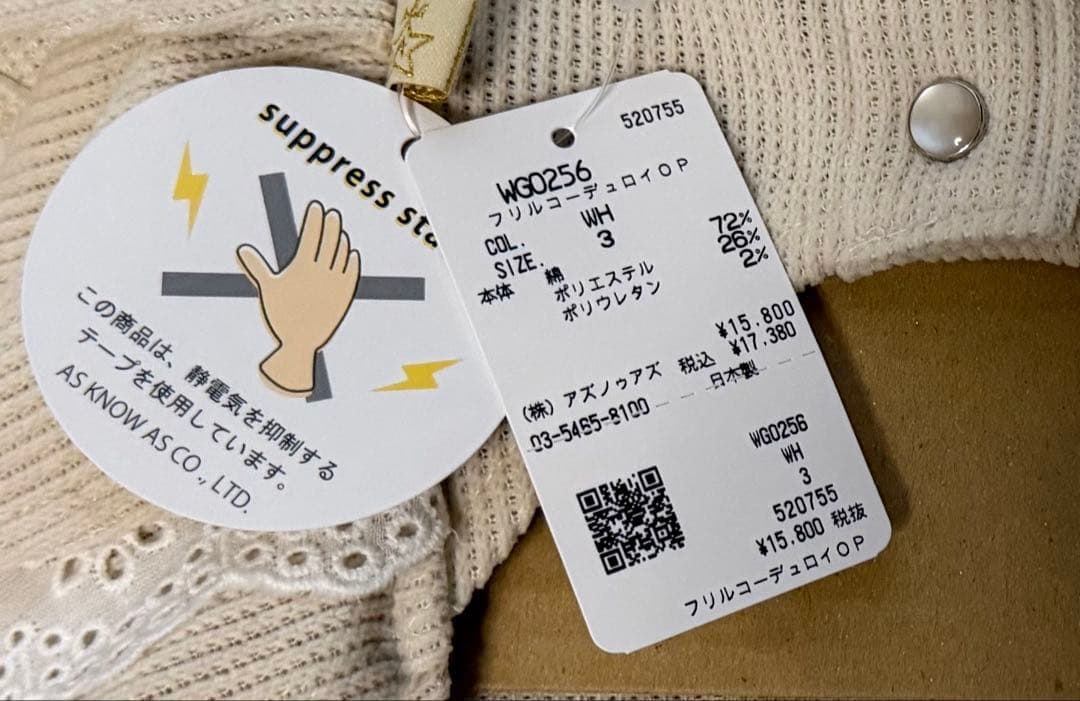 suppress sta
この商品は、静電気を抑制する
テープを使用しています。
AS KNOW AS CO., LTD.
520755
WG0256
フリルコーデュロイOP
COL. WH
SIZE. 3
本体 綿 72%
ポリエステル 26%
ポリウレタン 2%
¥15,800
税込 ¥17,380
(株) アズノゥアズ 日本製
03-5465-8100
WG0256
WH
3
520755
¥15,800 税抜
フリルコーデュロイOP